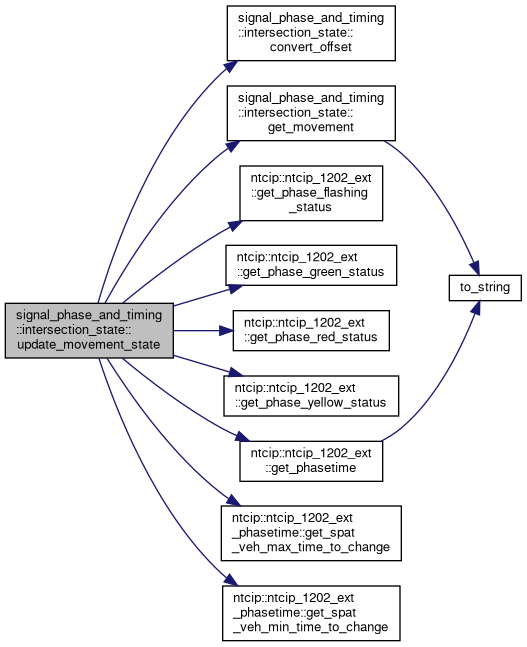 signal_phase_and_timing
::intersection_state::
update_movement_state
signal_phase_and_timing
::intersection_state::
convert_offset
signal_phase_and_timing
::intersection_state::
get_movement
ntcip::ntcip_1202_ext
::get_phase_flashing
_status
ntcip::ntcip_1202_ext
::get_phase_green_status
ntcip::ntcip_1202_ext
::get_phase_red_status
ntcip::ntcip_1202_ext
::get_phase_yellow_status
ntcip::ntcip_1202_ext
::get_phasetime
ntcip::ntcip_1202_ext
_phasetime::get_spat
_veh_max_time_to_change
ntcip::ntcip_1202_ext
_phasetime::get_spat
_veh_min_time_to_change
to_string